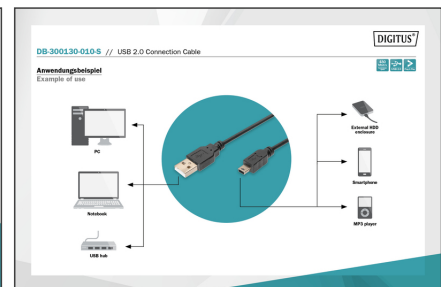 DIGITUS®
DB-300130-010-S // USB 2.0 Connection Cable
Anwendungsbeispiel
Example of use
PC
Notebook
USB hub
External HDD
enclosure
Smartphone
MP3 player